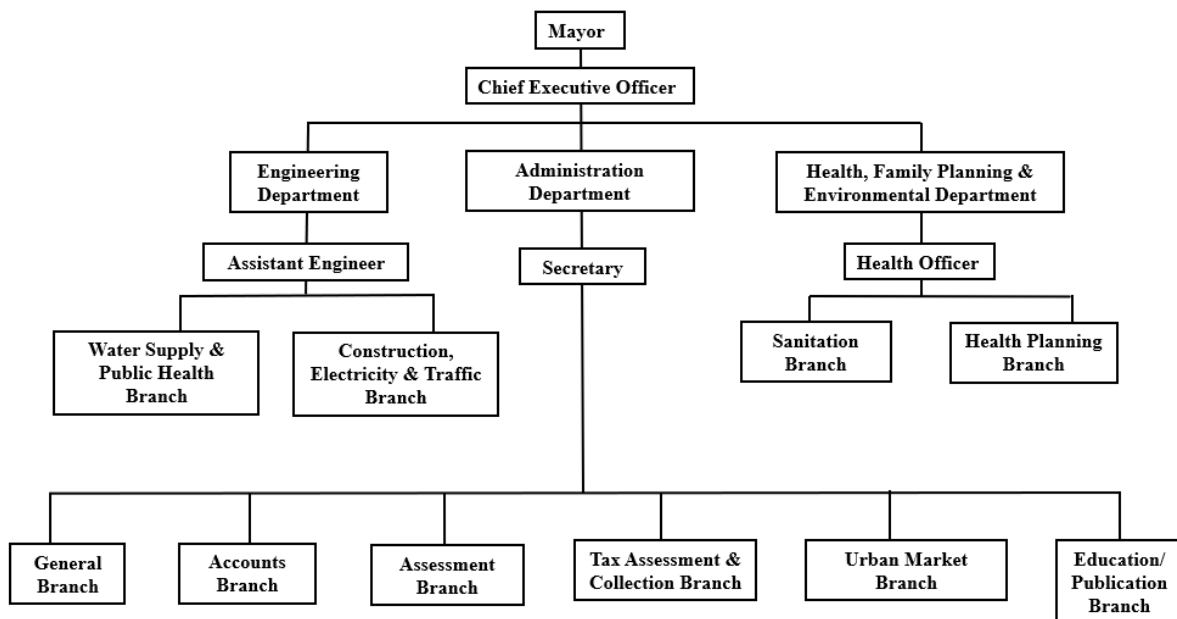 Mayor
Chief Executive Officer
Engineering
Department
Administration
Department
Health, Family Planning &
Environmental Department
Assistant Engineer
Secretary
Health Officer
Water Supply &
Public Health
Branch
Construction,
Electricity & Traffic
Branch
Sanitation
Branch
Health Planning
Branch
General
Branch
Accounts
Branch
Assessment
Branch
Tax Assessment &
Collection Branch
Urban Market
Branch
Education/
Publication
Branch